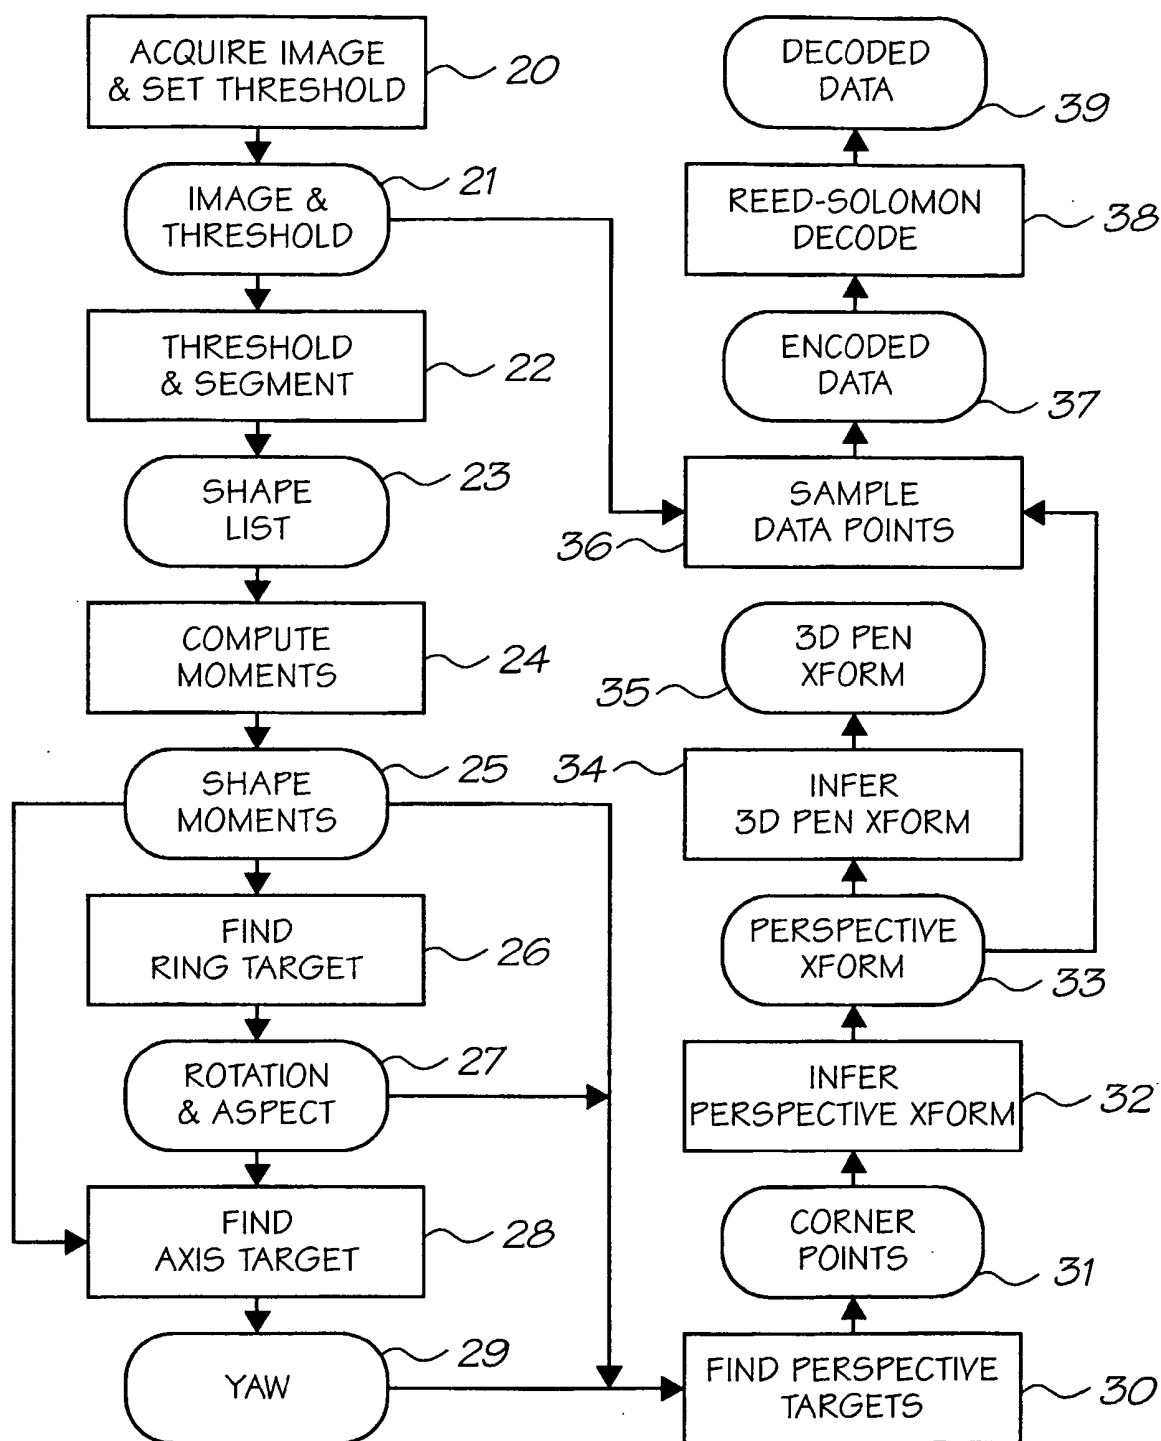 ACQUIRE IMAGE
& SET THRESHOLD
20
IMAGE &
THRESHOLD
21
THRESHOLD
& SEGMENT
22
SHAPE
LIST
23
COMPUTE
MOMENTS
24
SHAPE
MOMENTS
25
FIND
RING TARGET
26
ROTATION
& ASPECT
27
FIND
AXIS TARGET
28
YAW
29
DECODED
DATA
39
REED-SOLOMON
DECODE
38
ENCODED
DATA
37
SAMPLE
DATA POINTS
36
3D PEN
XFORM
35
34
INFER
3D PEN XFORM
PERSPECTIVE
XFORM
33
INFER
PERSPECTIVE XFORM
32
CORNER
POINTS
31
FIND PERSPECTIVE
TARGETS
30